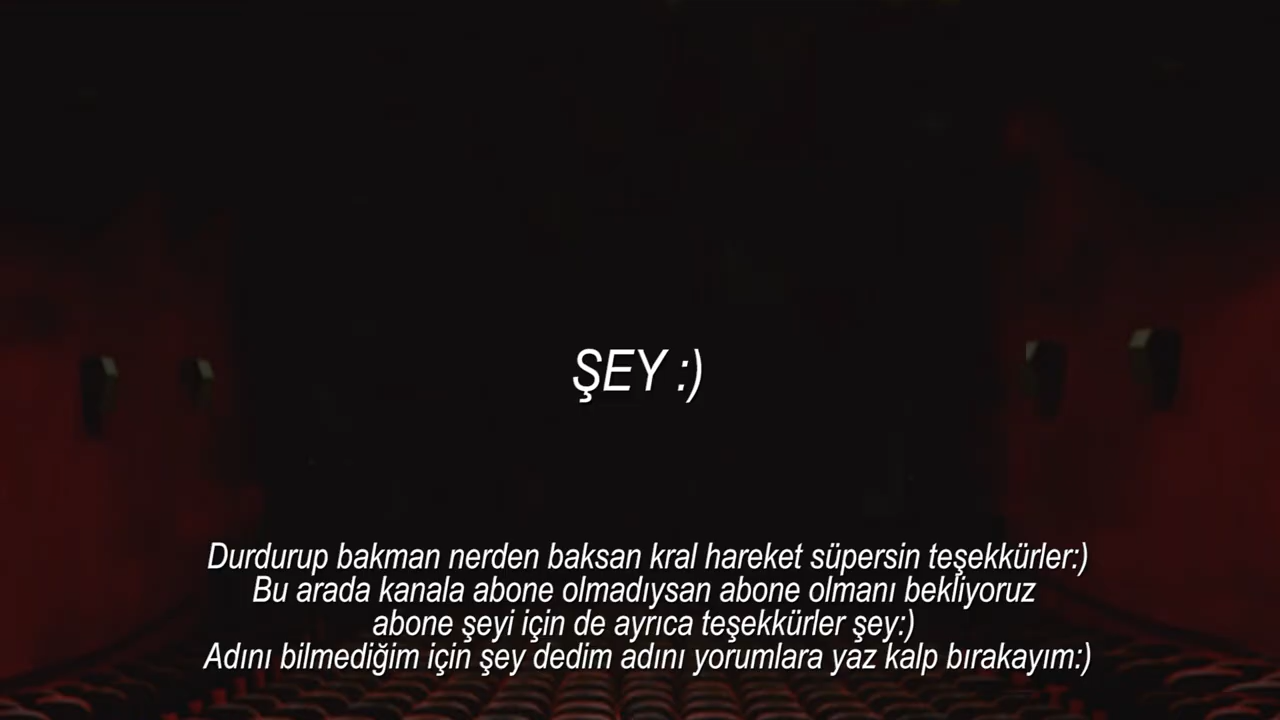 ŞEY :)
Durdurup bakman nerden baksan kral hareket süpersin teşekkürler:)
Bu arada kanala abone olmadıysan abone olmanı bekliyoruz
abone şeyi için de ayrıca teşekkürler şey:)
Adını bilmediğim için şey dedim adını yorumlara yaz kalp bırakayım:)